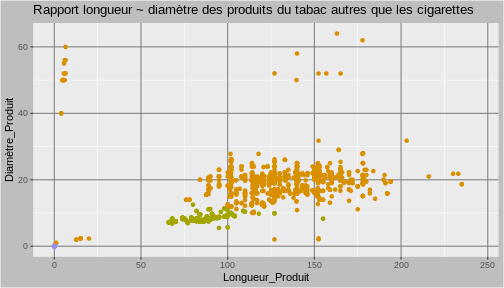 Rapport longueur ~ diamètre des produits du tabac autres que les cigarettes
60
40
20
0
Diamètre_Produit
0 50 100 150 200 250
Longueur_Produit